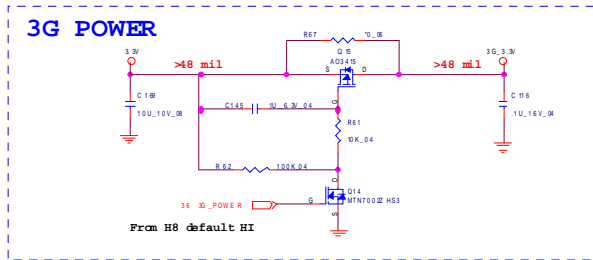 3G POWER
R67 *0_06
3.3V Q15 3G_3.3V
>48 mil AO3415 >48 mil
S D
C169 G C116
10U_10V_08 C145 1U_6.3V_04 .1U_16V_04
R61
10K_04
R62 100K_04
D
Q14
36 3G_POWER G MTN7002ZHS3
S
From H8 default HI